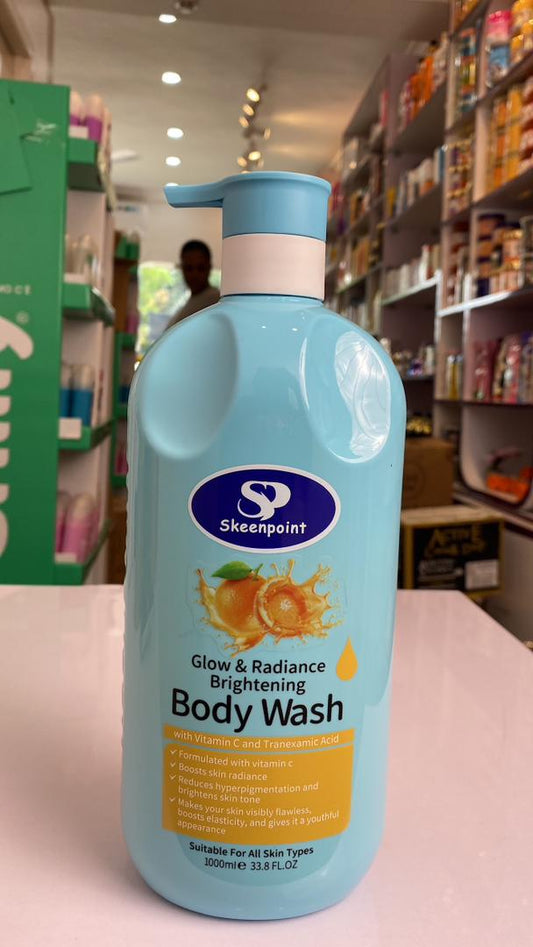 SP
Skeenpoint
Glow & Radiance
Brightening
Body Wash
with Vitamin C and Tranexamic Acid
✓ Formulated with vitamin c
✓ Boosts skin radiance
✓ Reduces hyperpigmentation and
brightens skin tone
✓ Makes your skin visibly flawless,
boosts elasticity, and gives it a youthful
appearance
Suitable For All Skin Types
1000ml℮ 33.8 FL.OZ